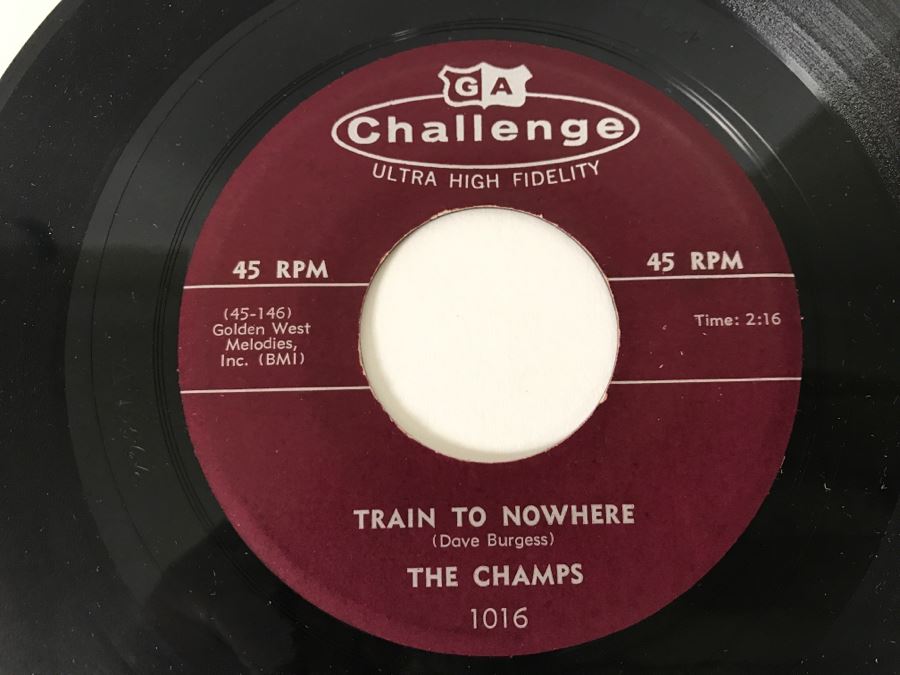 GA
Challenge
ULTRA HIGH FIDELITY
45 RPM
45 RPM
(45-146)
Golden West
Melodies,
Inc. (BMI)
Time: 2:16
TRAIN TO NOWHERE
(Dave Burgess)
THE CHAMPS
1016